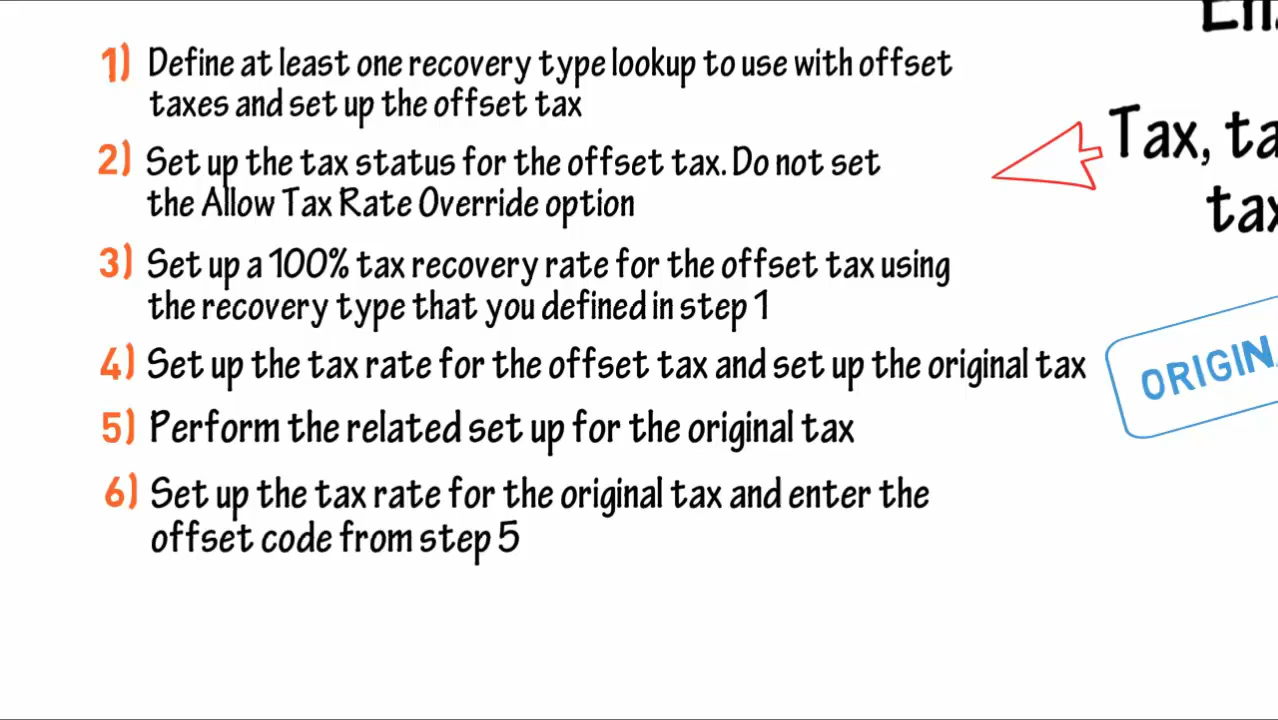 1) Define at least one recovery type lookup to use with offset
taxes and set up the offset tax
2) Set up the tax status for the offset tax. Do not set
the Allow Tax Rate Override option
3) Set up a 100% tax recovery rate for the offset tax using
the recovery type that you defined in step 1
4) Set up the tax rate for the offset tax and set up the original tax
5) Perform the related set up for the original tax
6) Set up the tax rate for the original tax and enter the
offset code from step 5
Tax,